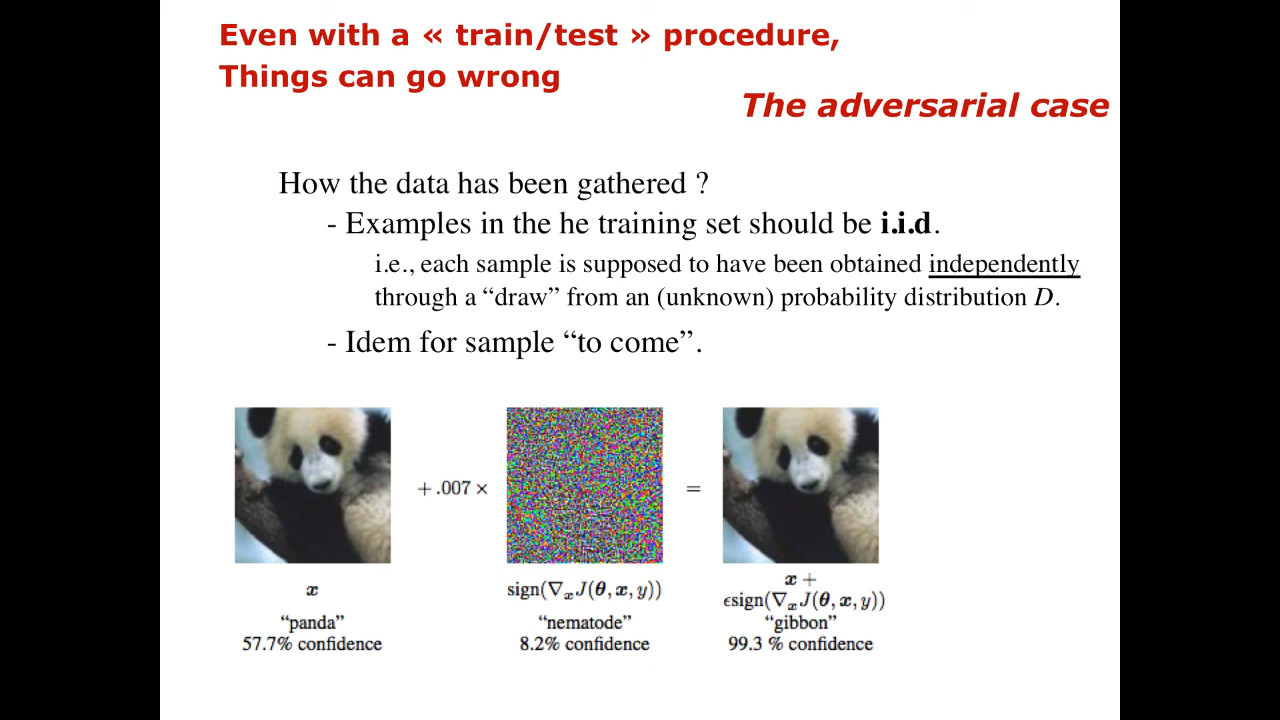 Even with a « train/test » procedure,
Things can go wrong
The adversarial case
How the data has been gathered ?
- Examples in the he training set should be i.i.d.
i.e., each sample is supposed to have been obtained independently
through a “draw” from an (unknown) probability distribution D.
- Idem for sample “to come”.
+ .007 ×
=
x
“panda”
57.7% confidence
sign(∇ₓJ(θ, x, y))
“nematode”
8.2% confidence
x +
ϵsign(∇ₓJ(θ, x, y))
“gibbon”
99.3 % confidence